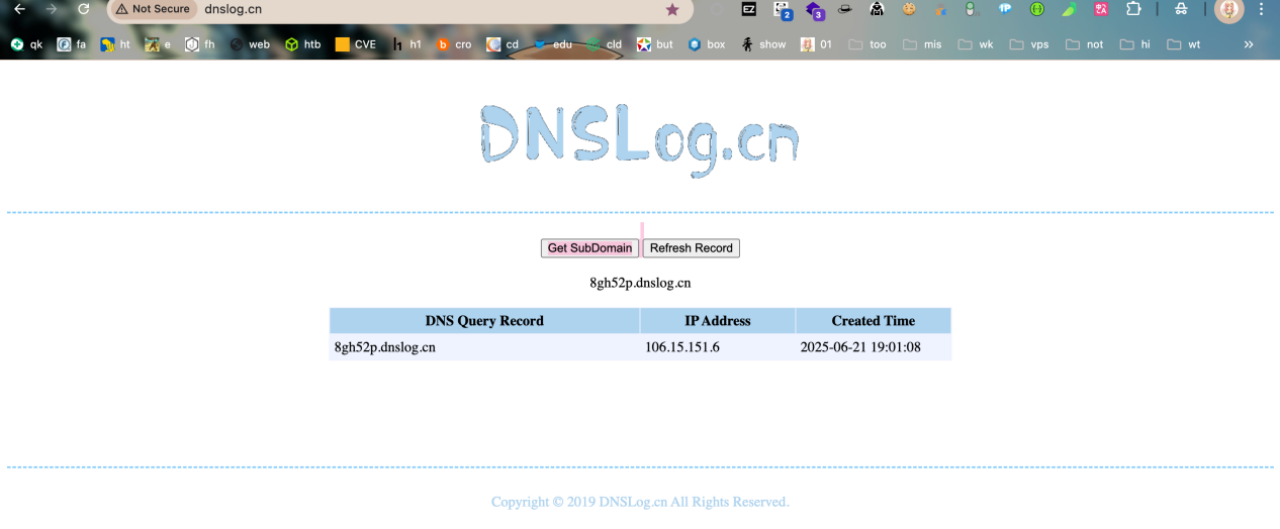 Not Secure dnslog.cn EZ 2 3
qk fa ht e fh web htb CVE h1 cro cd edu cld but box show 01 too mis wk vps not hi wt »
DNSLog.cn
Get SubDomain Refresh Record
8gh52p.dnslog.cn
DNS Query Record IP Address Created Time
8gh52p.dnslog.cn 106.15.151.6 2025-06-21 19:01:08
Copyright © 2019 DNSLog.cn All Rights Reserved.